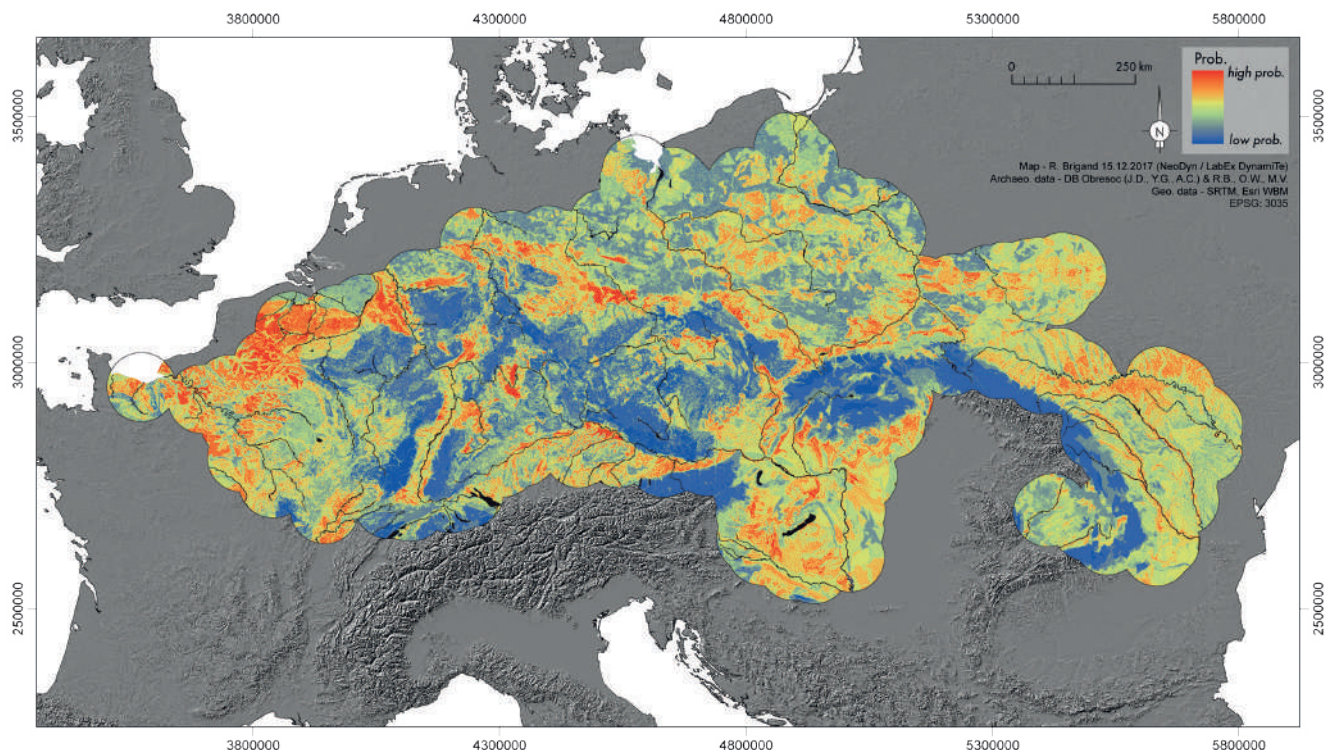 3800000 4300000 4800000 5300000 5800000
0 250 km
Prob.
high prob.
low prob.
N
Map - R. Brigand 15.12.2017 (NeoDyn / LabEx DynamiTe)
Archaeo. data - DB Obresoc (J.D., Y.G., A.C.) & R.B., O.W., M.V.
Geo. data - SRTM, Esri WBM
EPSG: 3035
3500000 3500000
3000000 3000000
2500000 2500000
3800000 4300000 4800000 5300000 5800000